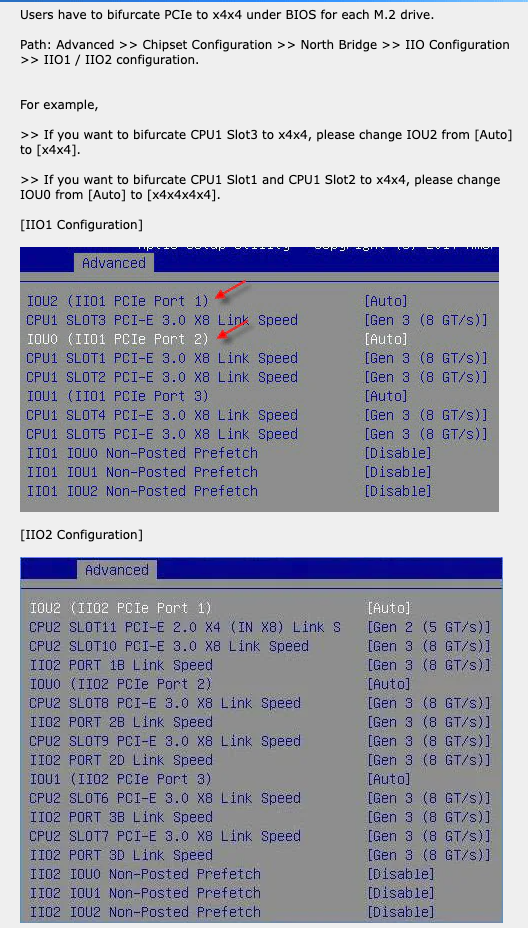 Users have to bifurcate PCIe to x4x4 under BIOS for each M.2 drive.
Path: Advanced >> Chipset Configuration >> North Bridge >> IIO Configuration
>> IIO1 / IIO2 configuration.
For example,
>> If you want to bifurcate CPU1 Slot3 to x4x4, please change IOU2 from [Auto]
to [x4x4].
>> If you want to bifurcate CPU1 Slot1 and CPU1 Slot2 to x4x4, please change
IOU0 from [Auto] to [x4x4x4x4].
[IIO1 Configuration]
Advanced
IOU2 (IIO1 PCIe Port 1) [Auto]
CPU1 SLOT3 PCI-E 3.0 X8 Link Speed [Gen 3 (8 GT/s)]
IOU0 (IIO1 PCIe Port 2) [Auto]
CPU1 SLOT1 PCI-E 3.0 X8 Link Speed [Gen 3 (8 GT/s)]
CPU1 SLOT2 PCI-E 3.0 X8 Link Speed [Gen 3 (8 GT/s)]
IOU1 (IIO1 PCIe Port 3) [Auto]
CPU1 SLOT4 PCI-E 3.0 X8 Link Speed [Gen 3 (8 GT/s)]
CPU1 SLOT5 PCI-E 3.0 X8 Link Speed [Gen 3 (8 GT/s)]
IIO1 IOU0 Non-Posted Prefetch [Disable]
IIO1 IOU1 Non-Posted Prefetch [Disable]
IIO1 IOU2 Non-Posted Prefetch [Disable]
[IIO2 Configuration]
Advanced
IOU2 (IIO2 PCIe Port 1) [Auto]
CPU2 SLOT11 PCI-E 2.0 X4 (IN X8) Link S [Gen 2 (5 GT/s)]
CPU2 SLOT10 PCI-E 3.0 X8 Link Speed [Gen 3 (8 GT/s)]
IIO2 PORT 1B Link Speed [Gen 3 (8 GT/s)]
IOU0 (IIO2 PCIe Port 2) [Auto]
CPU2 SLOT8 PCI-E 3.0 X8 Link Speed [Gen 3 (8 GT/s)]
IIO2 PORT 2B Link Speed [Gen 3 (8 GT/s)]
CPU2 SLOT9 PCI-E 3.0 X8 Link Speed [Gen 3 (8 GT/s)]
IIO2 PORT 2D Link Speed [Gen 3 (8 GT/s)]
IOU1 (IIO2 PCIe Port 3) [Auto]
CPU2 SLOT6 PCI-E 3.0 X8 Link Speed [Gen 3 (8 GT/s)]
IIO2 PORT 3B Link Speed [Gen 3 (8 GT/s)]
CPU2 SLOT7 PCI-E 3.0 X8 Link Speed [Gen 3 (8 GT/s)]
IIO2 PORT 3D Link Speed [Gen 3 (8 GT/s)]
IIO2 IOU0 Non-Posted Prefetch [Disable]
IIO2 IOU1 Non-Posted Prefetch [Disable]
IIO2 IOU2 Non-Posted Prefetch [Disable]